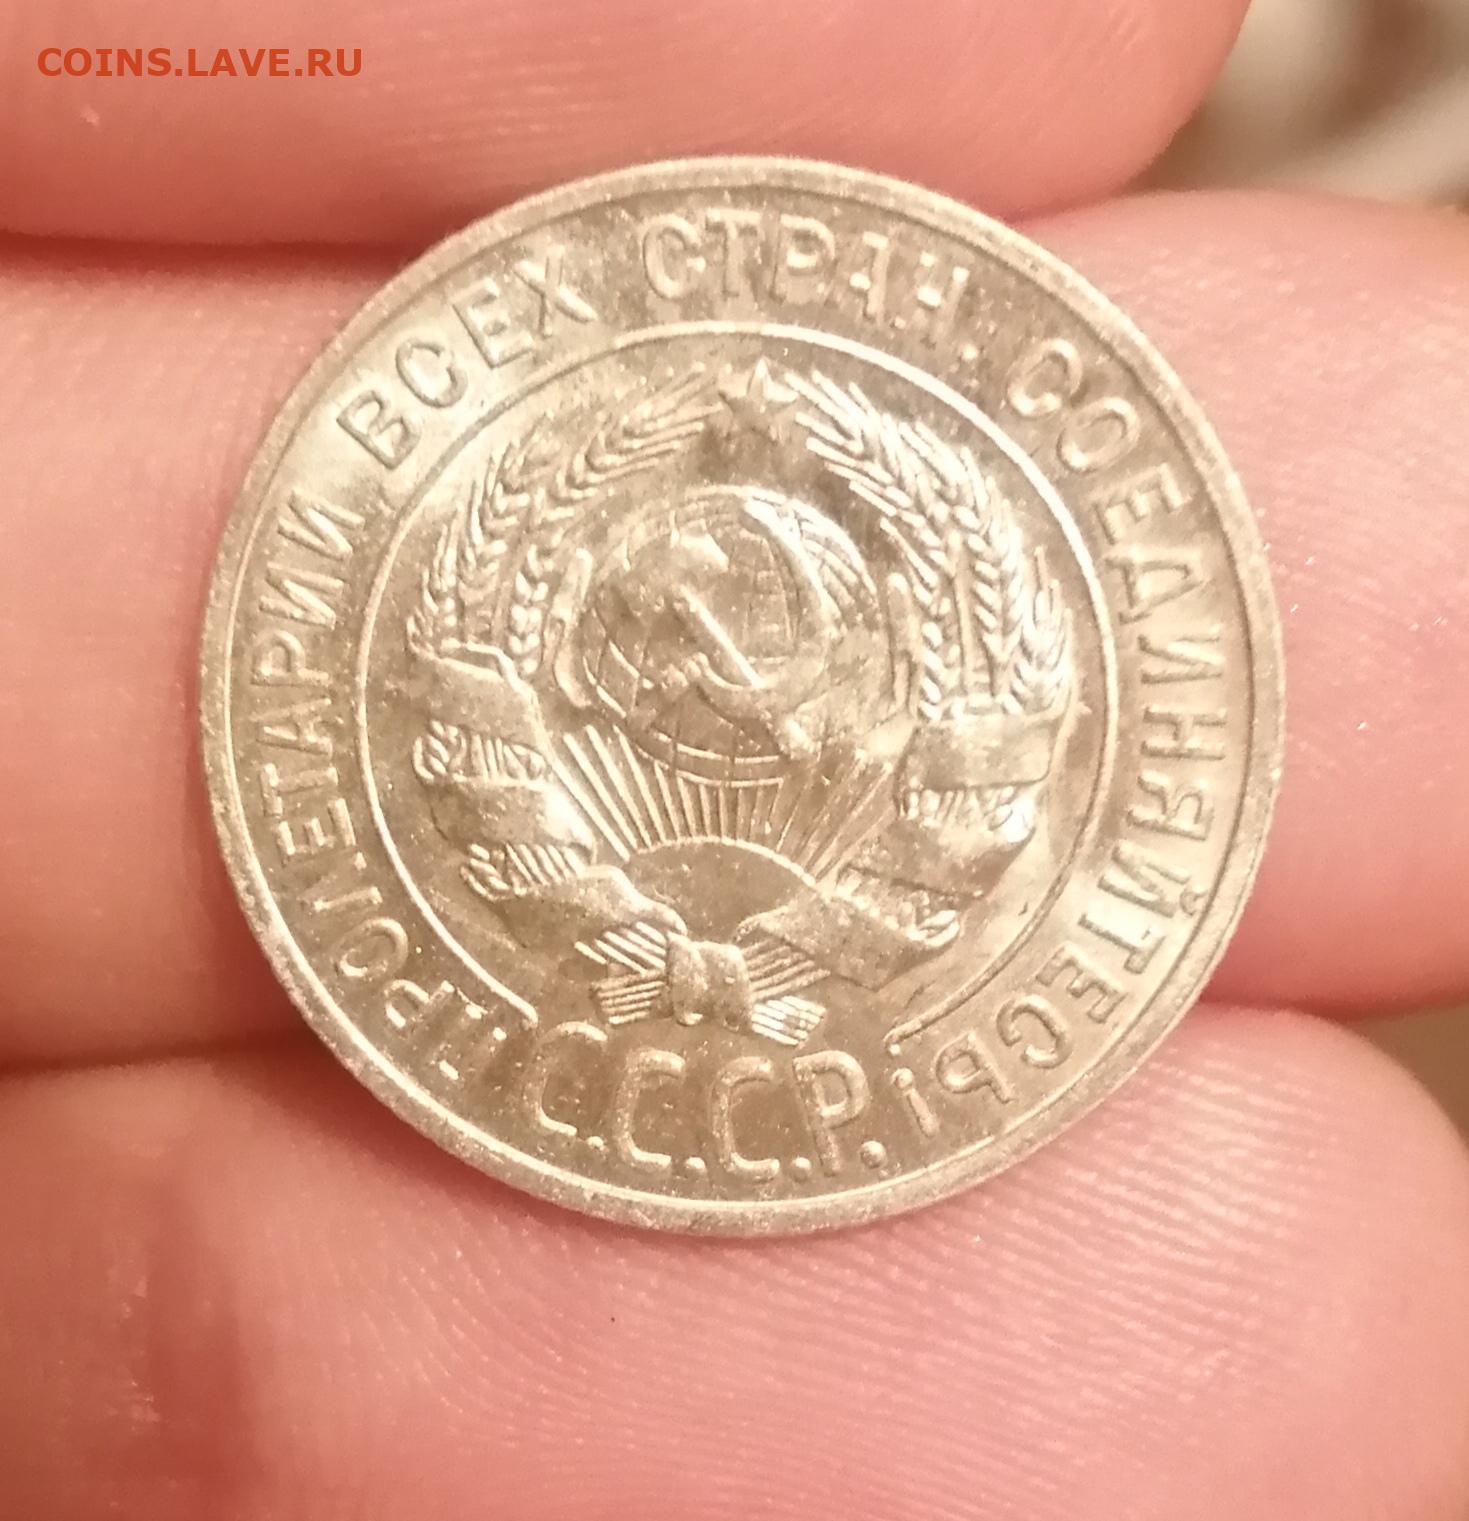 COINS.LAVE.RU
ПРОЛЕТАРИИ ВСЕХ СТРАН, СОЕДИНЯЙТЕСЬ!
С.С.С.Р.